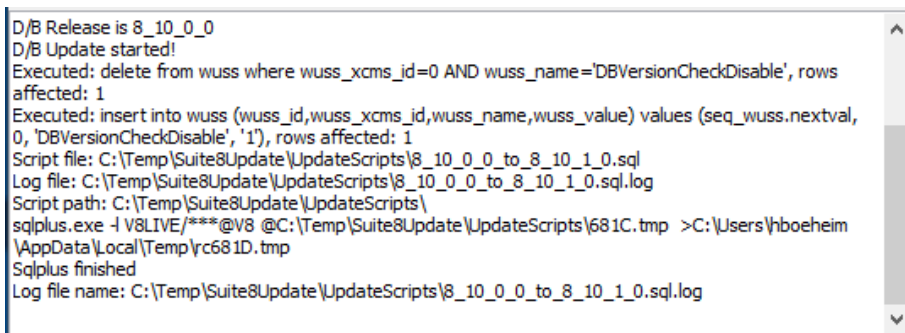 D/B Release is 8_10_0_0
D/B Update started!
Executed: delete from wuss where wuss_xcms_id=0 AND wuss_name='DBVersionCheckDisable', rows
affected: 1
Executed: insert into wuss (wuss_id,wuss_xcms_id,wuss_name,wuss_value) values (seq_wuss.nextval,
0, 'DBVersionCheckDisable', '1'), rows affected: 1
Script file: C:\Temp\Suite8Update\UpdateScripts\8_10_0_0_to_8_10_1_0.sql
Log file: C:\Temp\Suite8Update\UpdateScripts\8_10_0_0_to_8_10_1_0.sql.log
Script path: C:\Temp\Suite8Update\UpdateScripts\
sqlplus.exe -l V8LIVE/***@V8 @C:\Temp\Suite8Update\UpdateScripts\681C.tmp  >C:\Users\hboeheim
\AppData\Local\Temp\rc681D.tmp
Sqlplus finished
Log file name: C:\Temp\Suite8Update\UpdateScripts\8_10_0_0_to_8_10_1_0.sql.log